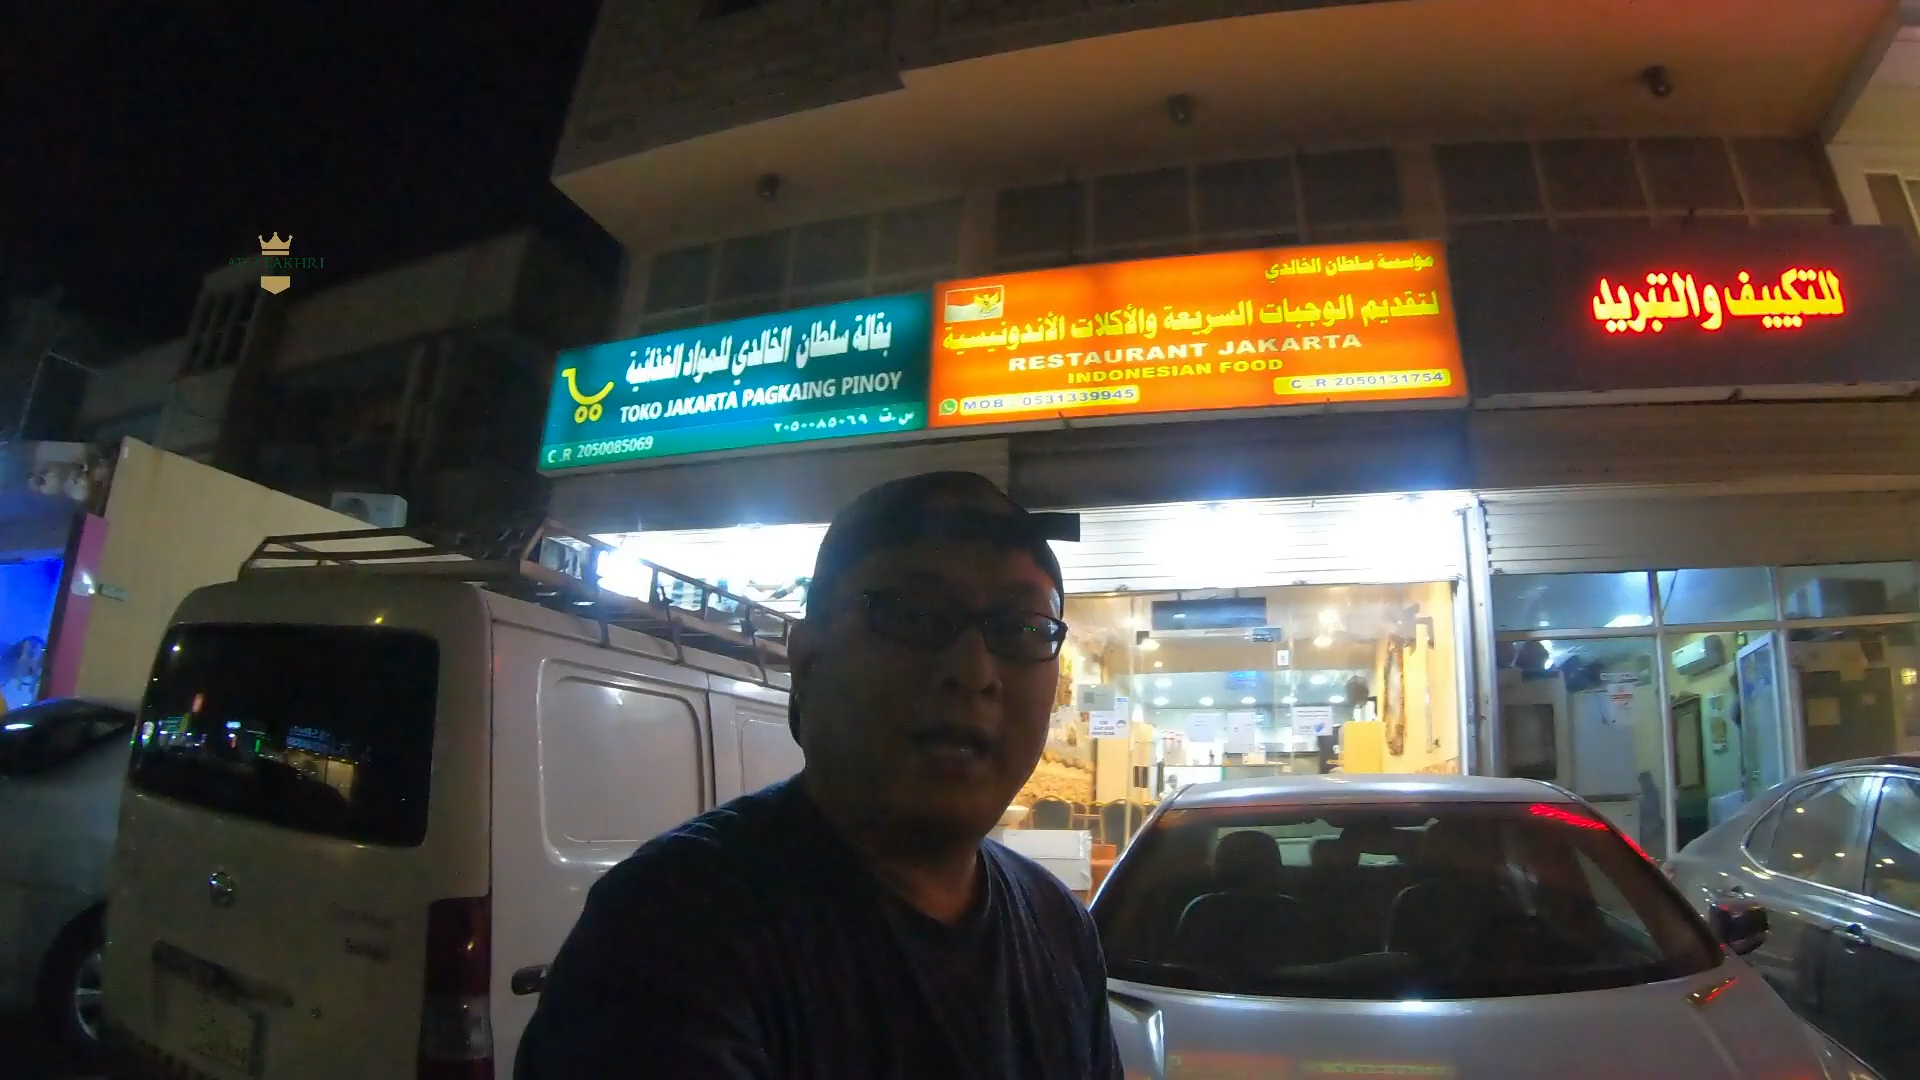 بقالة سلطان الخالدي للمواد الغذائية
TOKO JAKARTA PAGKAING PINOY
س.ت ٢٠٥٠٠٨٥٠٦٩
C.R 2050085069
مؤسسة سلطان الخالدي
لتقديم الوجبات السريعة والأكلات الأندونيسية
RESTAURANT JAKARTA
INDONESIAN FOOD
MOB. 0531339945
C.R 2050131754
للتكييف والتبريد